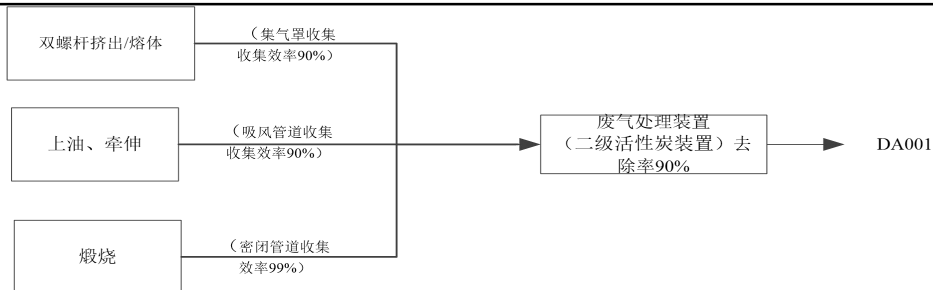 双螺杆挤出/熔体
（集气罩收集
收集效率90%）
上油、牵伸
（吸风管道收集
收集效率90%）
废气处理装置
（二级活性炭装置）去
除率90%
DA001
煅烧
（密闭管道收集
效率99%）